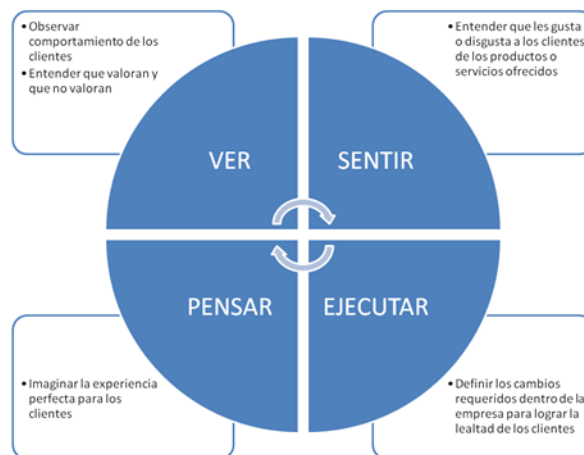 • Observar
comportamiento de los
clientes
• Entender que valoran y
que no valoran
• Entender que les gusta
o disgusta a los clientes
de los productos o
servicios ofrecidos
VER
SENTIR
PENSAR
EJECUTAR
• Imaginar la experiencia
perfecta para los
clientes
• Definir los cambios
requeridos dentro de la
empresa para lograr la
lealtad de los clientes